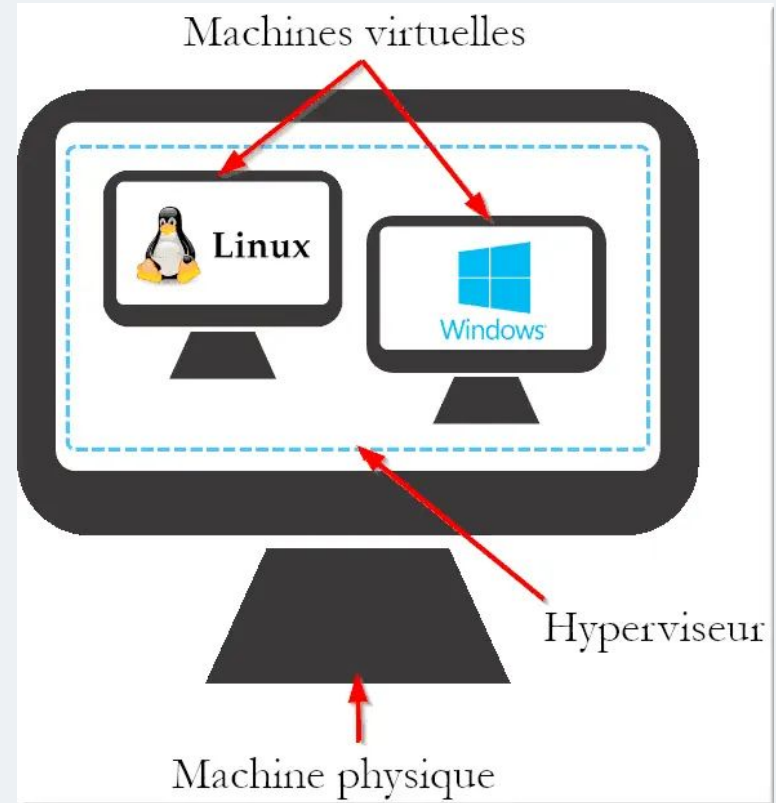 Machines virtuelles
Linux
Windows
Hyperviseur
Machine physique